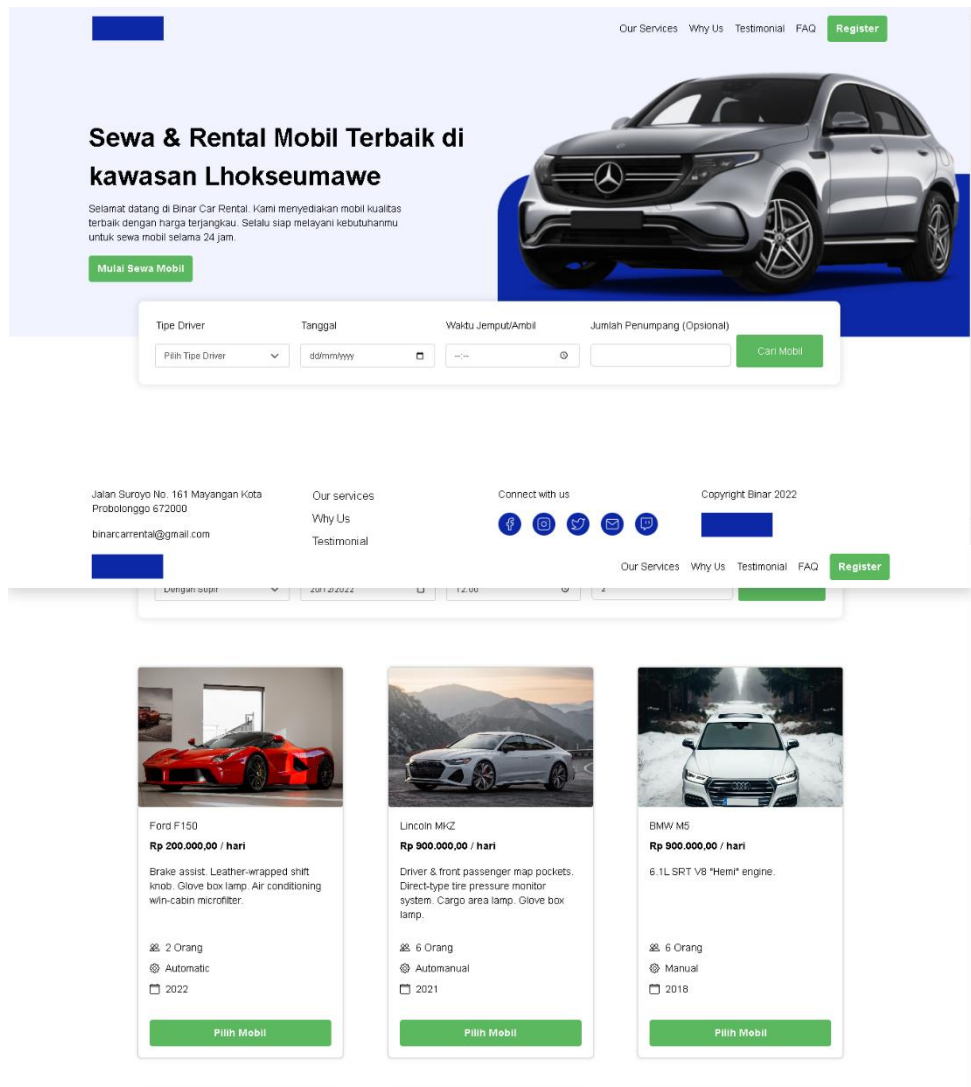 Our Services Why Us Testimonial FAQ Register
Sewa & Rental Mobil Terbaik di
kawasan Lhokseumawe
Selamat datang di Binar Car Rental. Kami menyediakan mobil kualitas
terbaik dengan harga terjangkau. Selalu siap melayani kebutuhanmu
untuk sewa mobil selama 24 jam.
Mulai Sewa Mobil
Tipe Driver Tanggal Waktu Jemput/Ambil Jumlah Penumpang (Opsional)
Pilih Tipe Driver dd/mm/yyyy --:-- Cari Mobil
Jalan Suroyo No. 161 Mayangan Kota
Probolonggo 672000
binarcarrental@gmail.com
Our services
Why Us
Testimonial
Connect with us
Copyright Binar 2022
Our Services Why Us Testimonial FAQ Register
Dengan Supir 20/12/2022 12:00 2
Ford F150
Rp 200.000,00 / hari
Brake assist. Leather-wrapped shift
knob. Glove box lamp. Air conditioning
w/in-cabin microfilter.
2 Orang
Automatic
2022
Pilih Mobil
Lincoln MKZ
Rp 900.000,00 / hari
Driver & front passenger map pockets.
Direct-type tire pressure monitor
system. Cargo area lamp. Glove box
lamp.
6 Orang
Automanual
2021
Pilih Mobil
BMW M5
Rp 900.000,00 / hari
6.1L SRT V8 "Hemi" engine.
6 Orang
Manual
2018
Pilih Mobil